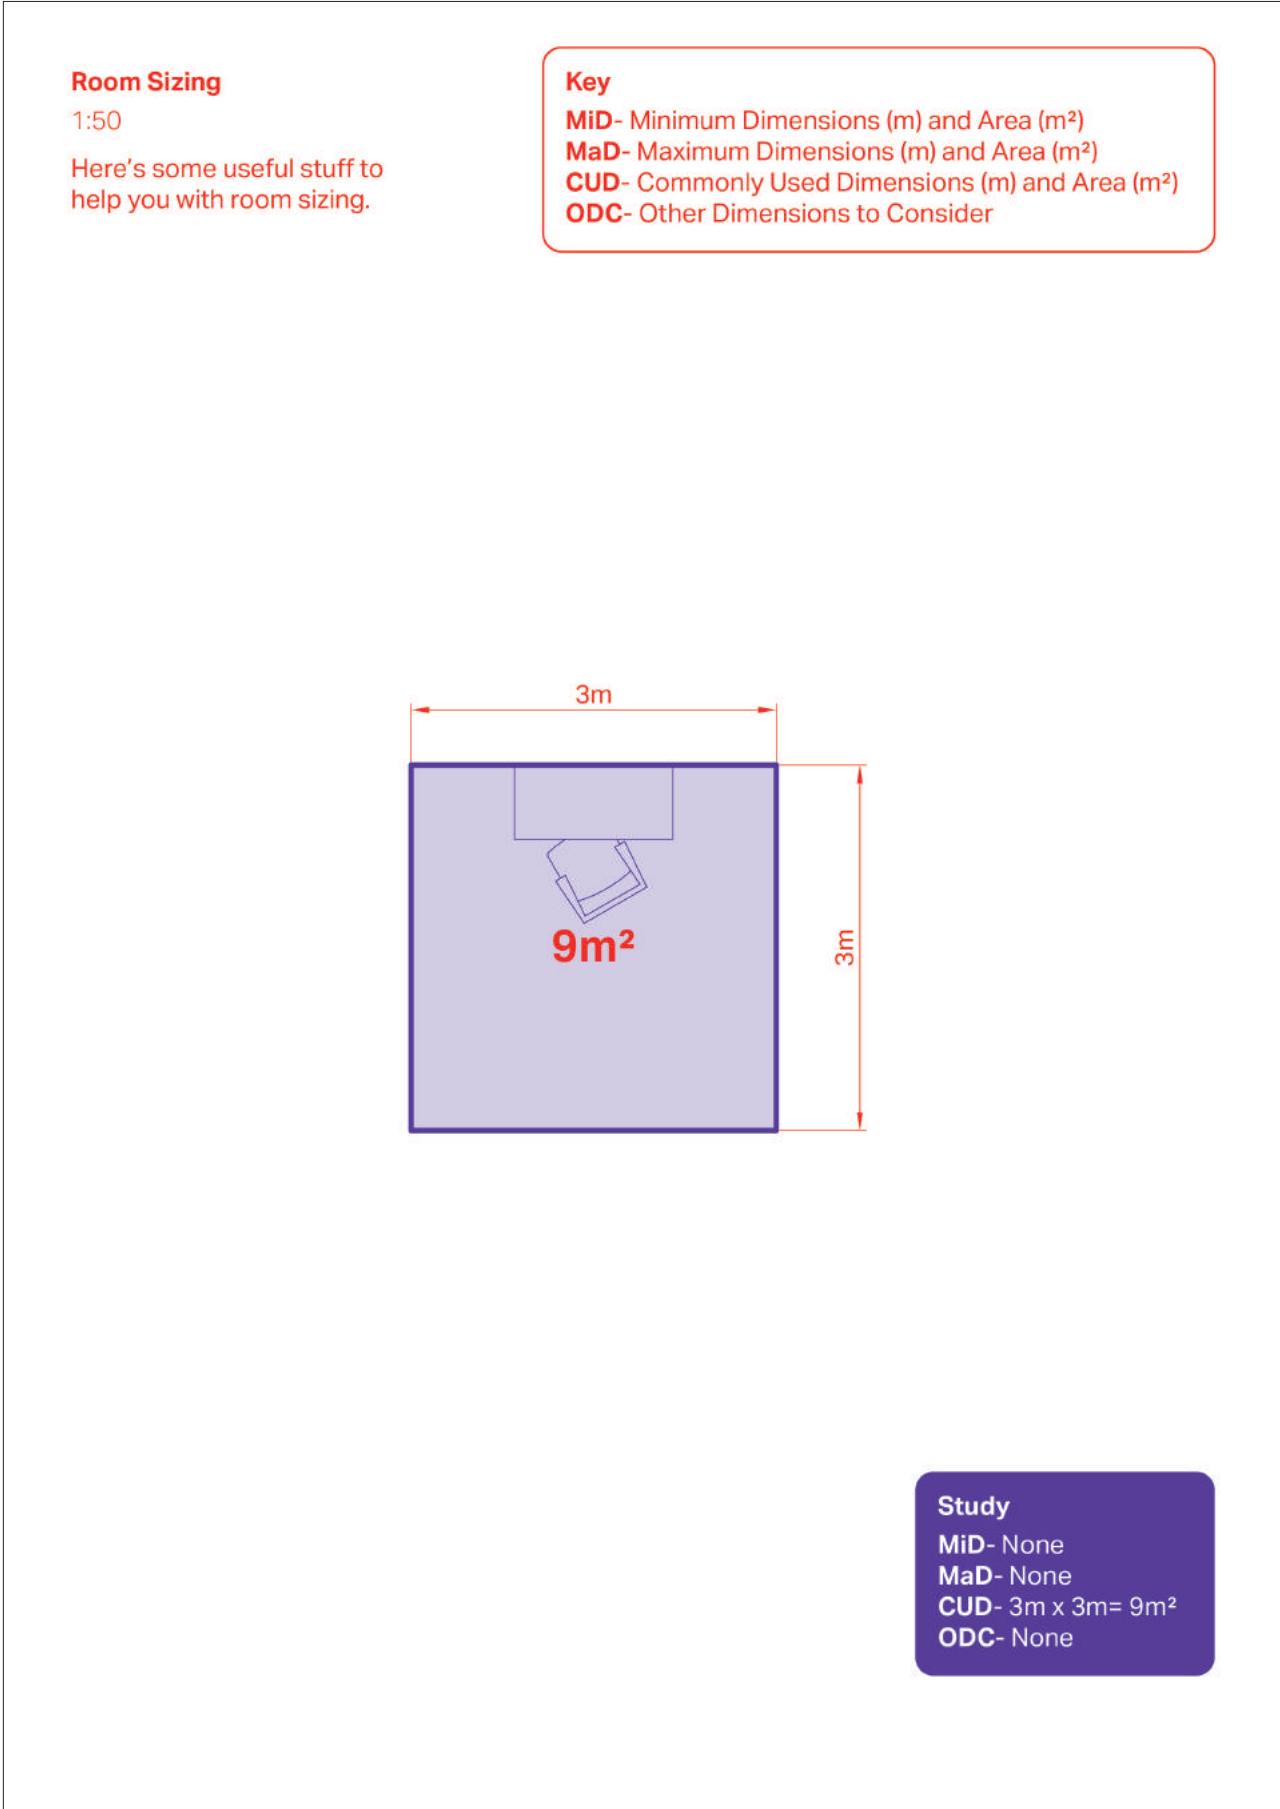 Room Sizing
1:50
Here's some useful stuff to
help you with room sizing.
Key
MiD- Minimum Dimensions (m) and Area (m²)
MaD- Maximum Dimensions (m) and Area (m²)
CUD- Commonly Used Dimensions (m) and Area (m²)
ODC- Other Dimensions to Consider
3m
9m²
3m
Study
MiD- None
MaD- None
CUD- 3m x 3m= 9m²
ODC- None